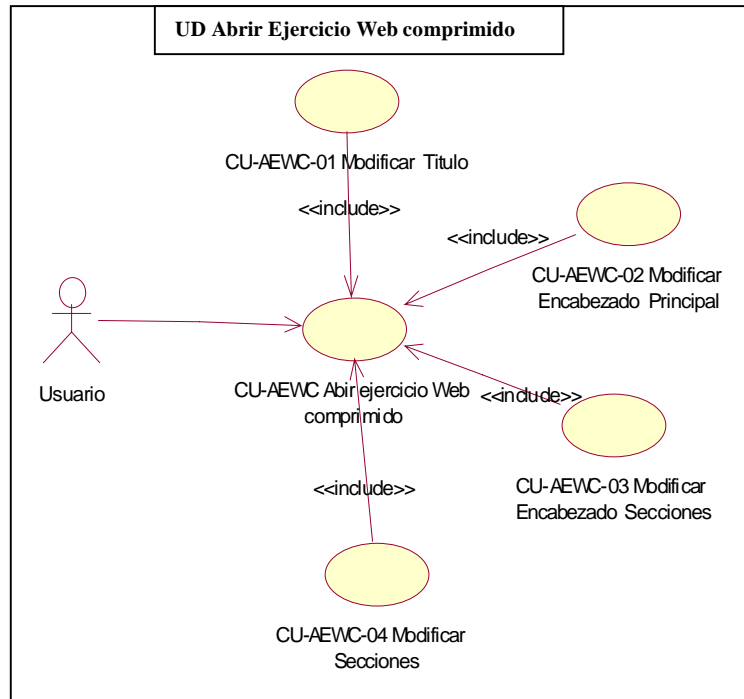 UD Abrir Ejercicio Web comprimido
CU-AEWC-01 Modificar Titulo
<<include>>
<<include>>
CU-AEWC-02 Modificar
Encabezado Principal
Usuario
CU-AEWC Abir ejercicio Web
comprimido
<<include>>
<<include>>
CU-AEWC-03 Modificar
Encabezado Secciones
CU-AEWC-04 Modificar
Secciones